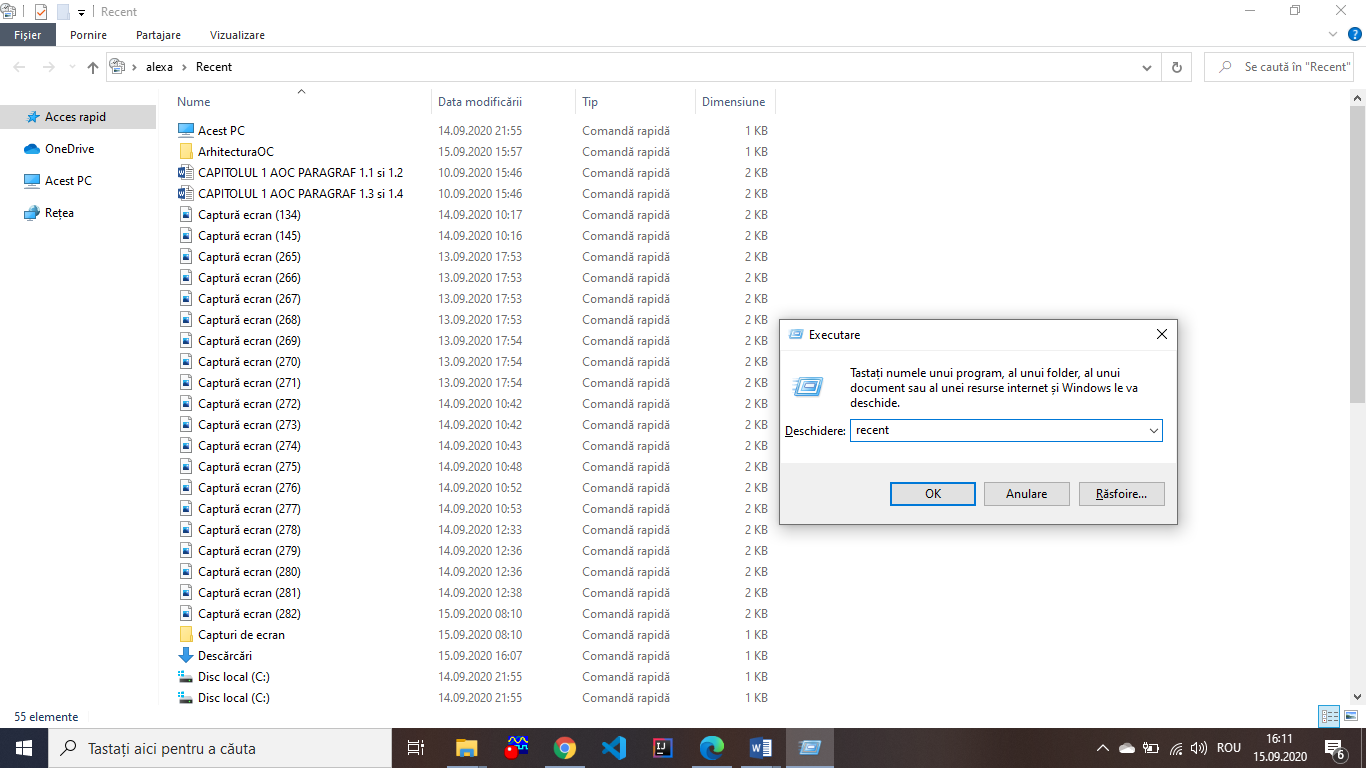 Recent
Fișier Pornire Partajare Vizualizare
alexa Recent
Se caută în "Recent"
Acces rapid
OneDrive
Acest PC
Rețea
Nume Data modificării Tip Dimensiune
Acest PC 14.09.2020 21:55 Comandă rapidă 1 KB
ArhitecturaOC 15.09.2020 15:57 Comandă rapidă 1 KB
CAPITOLUL 1 AOC PARAGRAF 1.1 si 1.2 10.09.2020 15:46 Comandă rapidă 2 KB
CAPITOLUL 1 AOC PARAGRAF 1.3 si 1.4 10.09.2020 15:46 Comandă rapidă 2 KB
Captură ecran (134) 14.09.2020 10:17 Comandă rapidă 2 KB
Captură ecran (145) 14.09.2020 10:16 Comandă rapidă 2 KB
Captură ecran (265) 13.09.2020 17:53 Comandă rapidă 2 KB
Captură ecran (266) 13.09.2020 17:53 Comandă rapidă 2 KB
Captură ecran (267) 13.09.2020 17:53 Comandă rapidă 2 KB
Captură ecran (268) 13.09.2020 17:53 Comandă rapidă 2 KB
Captură ecran (269) 13.09.2020 17:54 Comandă rapidă 2 KB
Captură ecran (270) 13.09.2020 17:54 Comandă rapidă 2 KB
Captură ecran (271) 13.09.2020 17:54 Comandă rapidă 2 KB
Captură ecran (272) 14.09.2020 10:42 Comandă rapidă 2 KB
Captură ecran (273) 14.09.2020 10:42 Comandă rapidă 2 KB
Captură ecran (274) 14.09.2020 10:43 Comandă rapidă 2 KB
Captură ecran (275) 14.09.2020 10:48 Comandă rapidă 2 KB
Captură ecran (276) 14.09.2020 10:52 Comandă rapidă 2 KB
Captură ecran (277) 14.09.2020 10:53 Comandă rapidă 2 KB
Captură ecran (278) 14.09.2020 12:33 Comandă rapidă 2 KB
Captură ecran (279) 14.09.2020 12:36 Comandă rapidă 2 KB
Captură ecran (280) 14.09.2020 12:36 Comandă rapidă 2 KB
Captură ecran (281) 14.09.2020 12:38 Comandă rapidă 2 KB
Captură ecran (282) 15.09.2020 08:10 Comandă rapidă 2 KB
Capturi de ecran 15.09.2020 08:10 Comandă rapidă 1 KB
Descărcări 15.09.2020 16:07 Comandă rapidă 1 KB
Disc local (C:) 14.09.2020 21:55 Comandă rapidă 1 KB
Disc local (C:) 14.09.2020 21:55 Comandă rapidă 1 KB
Executare
Tastați numele unui program, al unui folder, al unui
document sau al unei resurse internet și Windows le va
deschide.
Deschidere: recent
OK Anulare Răsfoire...
55 elemente
Tastați aici pentru a căuta
ROU
16:11
15.09.2020
6